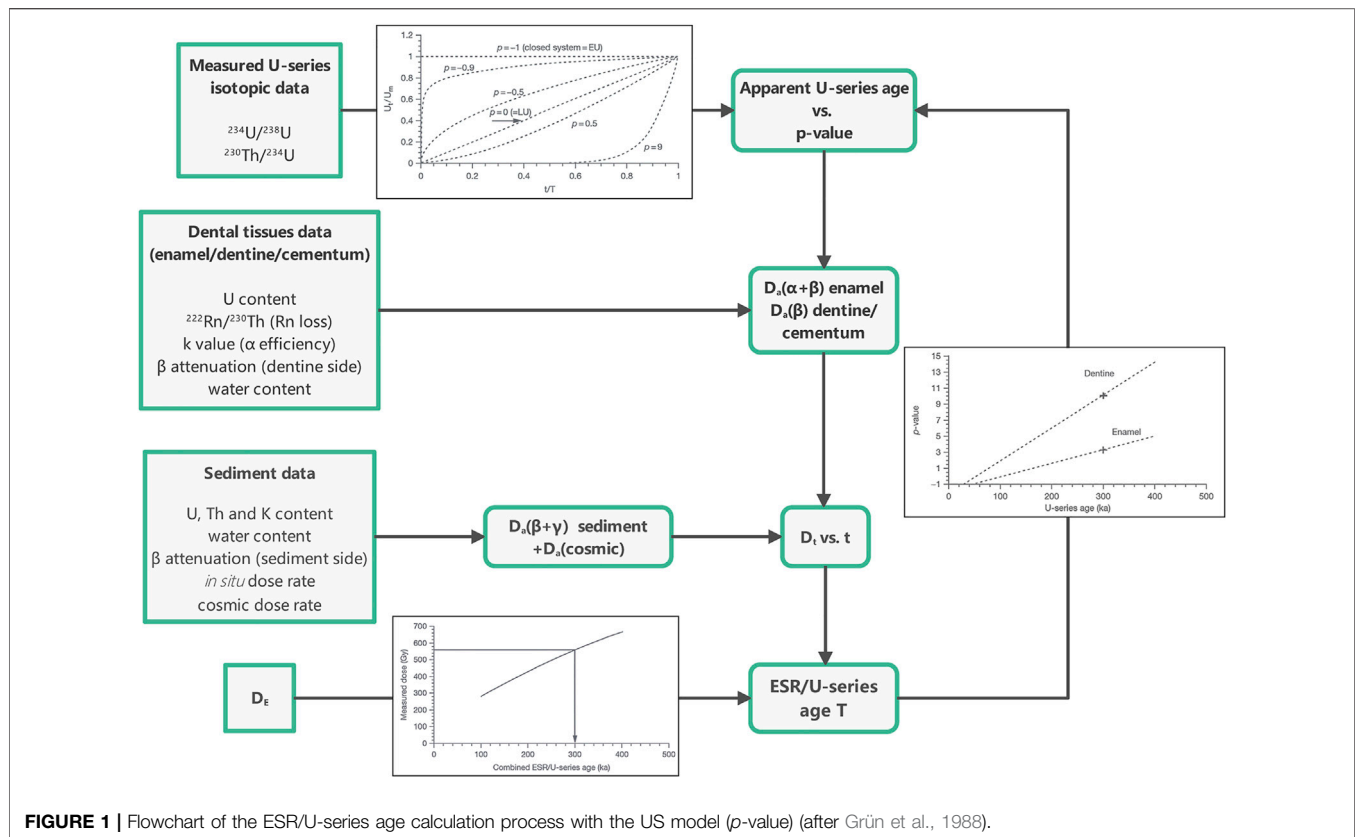 Measured U-series
isotopic data
²³⁴U/²³⁸U
²³⁰Th/²³⁴U
1.2
1
0.8
0.6
0.4
0.2
0
Uₜ/Uₘ
p = −1 (closed system = EU)
p = −0.9
p = −0.5
p = 0 (=LU)
p = 0.5
p = 9
0
0.2
0.4
0.6
0.8
1
t/T
Apparent U-series age
vs.
p-value
Dental tissues data
(enamel/dentine/cementum)
U content
²²²Rn/²³⁰Th (Rn loss)
k value (α efficiency)
β attenuation (dentine side)
water content
Dₐ(α+β) enamel
Dₐ(β) dentine/
cementum
15
13
11
9
7
5
3
1
−1
p-value
Dentine
Enamel
0
100
200
300
400
500
U-series age (ka)
Sediment data
U, Th and K content
water content
β attenuation (sediment side)
in situ dose rate
cosmic dose rate
Dₐ(β+γ) sediment
+Dₐ(cosmic)
Dₜ vs. t
D_E
700
600
500
400
300
200
100
0
Measured dose (Gy)
0
100
200
300
400
500
Combined ESR/U-series age (ka)
ESR/U-series
age T
FIGURE 1 | Flowchart of the ESR/U-series age calculation process with the US model (p-value) (after Grün et al., 1988).